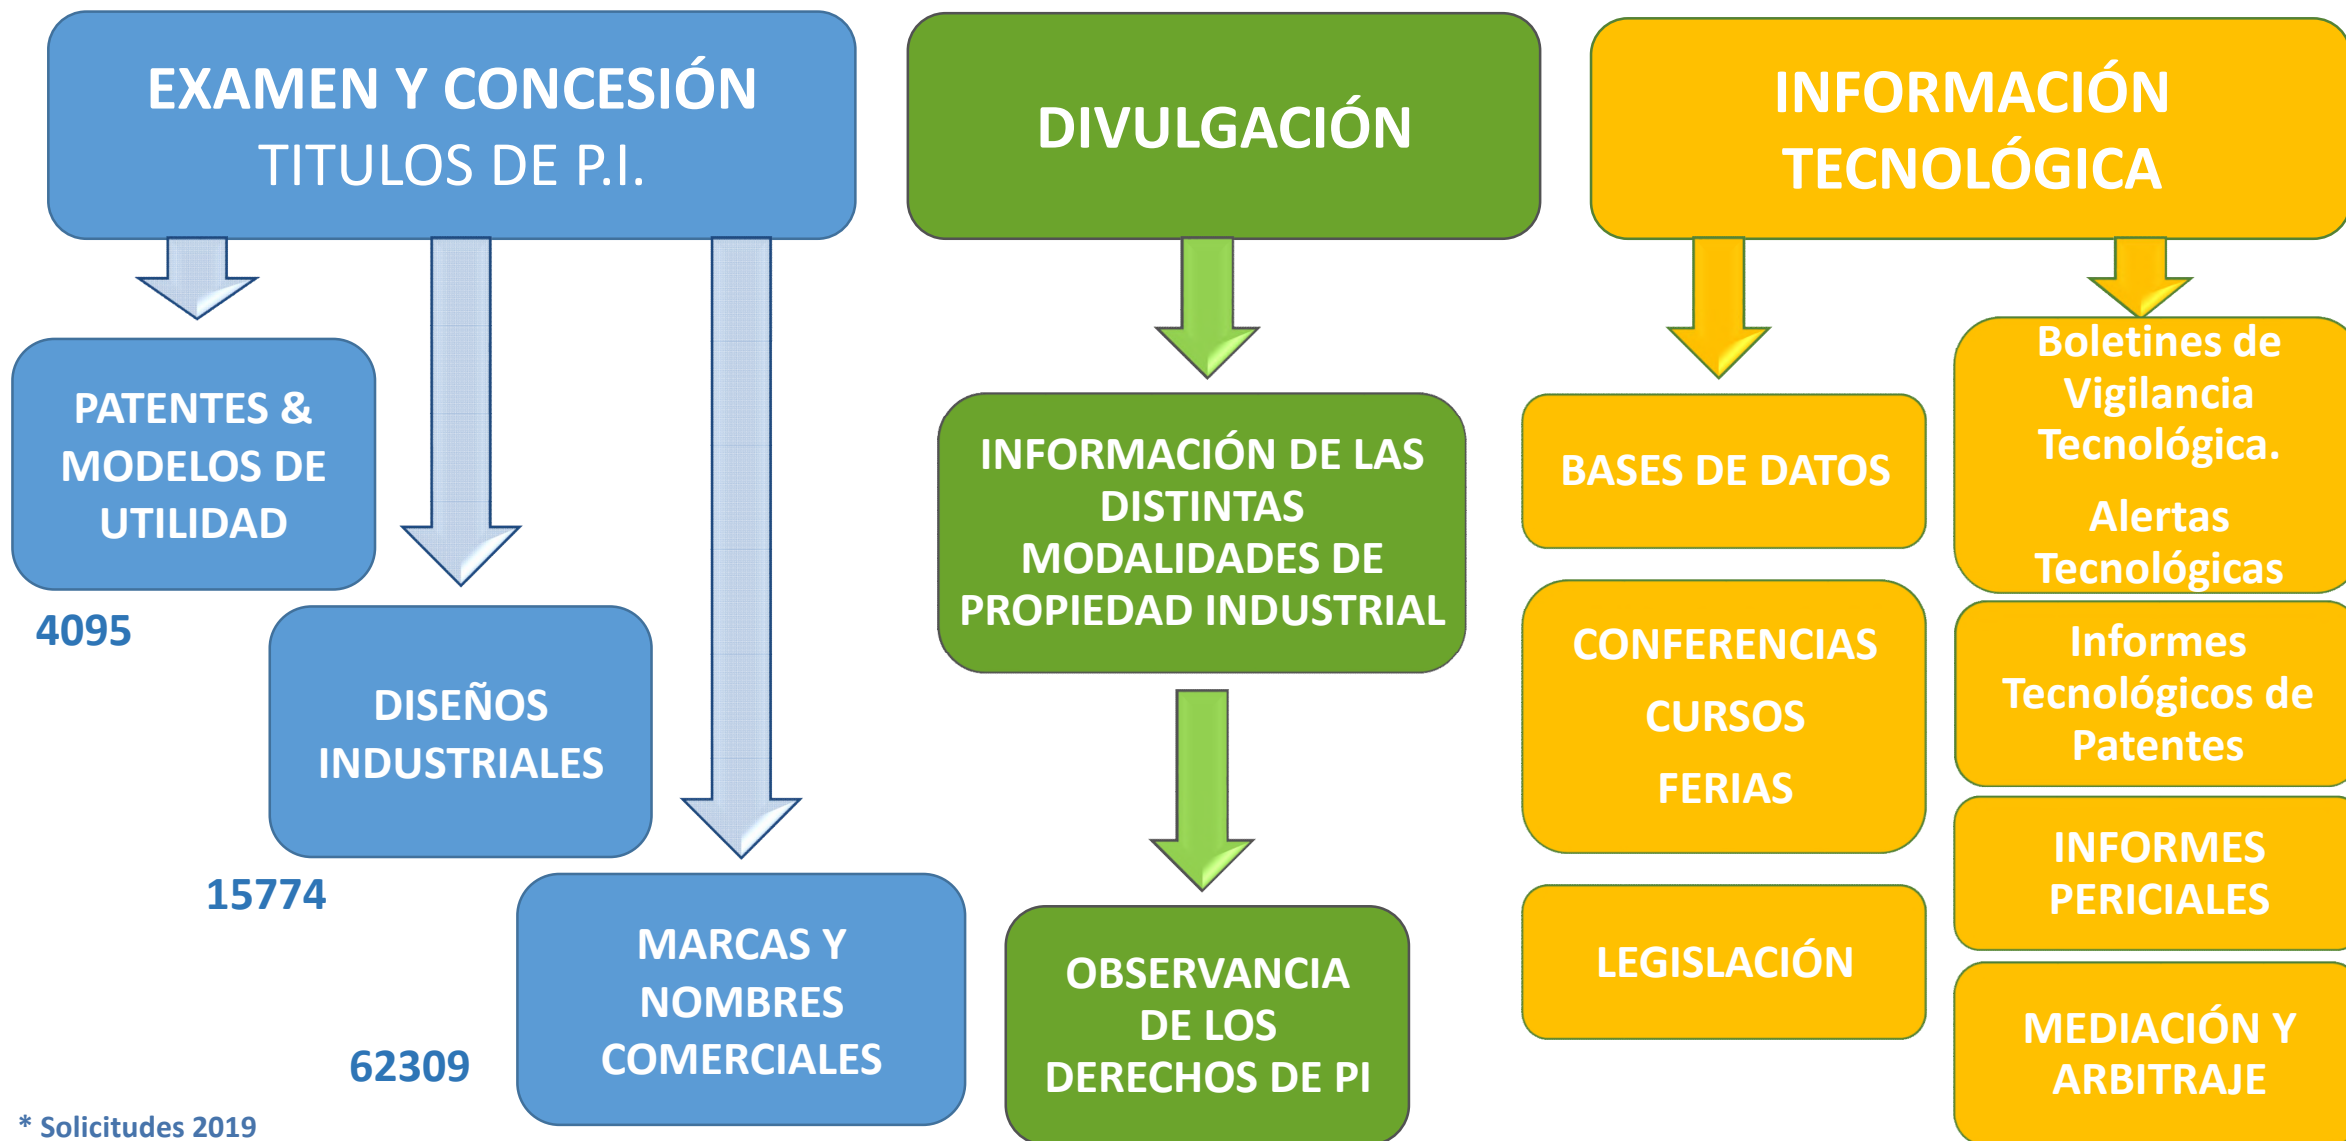 EXAMEN Y CONCESIÓN
TITULOS DE P.I.
PATENTES &
MODELOS DE
UTILIDAD
4095
DISEÑOS
INDUSTRIALES
15774
MARCAS Y
NOMBRES
COMERCIALES
62309
* Solicitudes 2019
DIVULGACIÓN
INFORMACIÓN DE LAS
DISTINTAS
MODALIDADES DE
PROPIEDAD INDUSTRIAL
OBSERVANCIA
DE LOS
DERECHOS DE PI
INFORMACIÓN
TECNOLÓGICA
BASES DE DATOS
CONFERENCIAS
CURSOS
FERIAS
LEGISLACIÓN
Boletines de
Vigilancia
Tecnológica.
Alertas
Tecnológicas
Informes
Tecnológicos de
Patentes
INFORMES
PERICIALES
MEDIACIÓN Y
ARBITRAJE